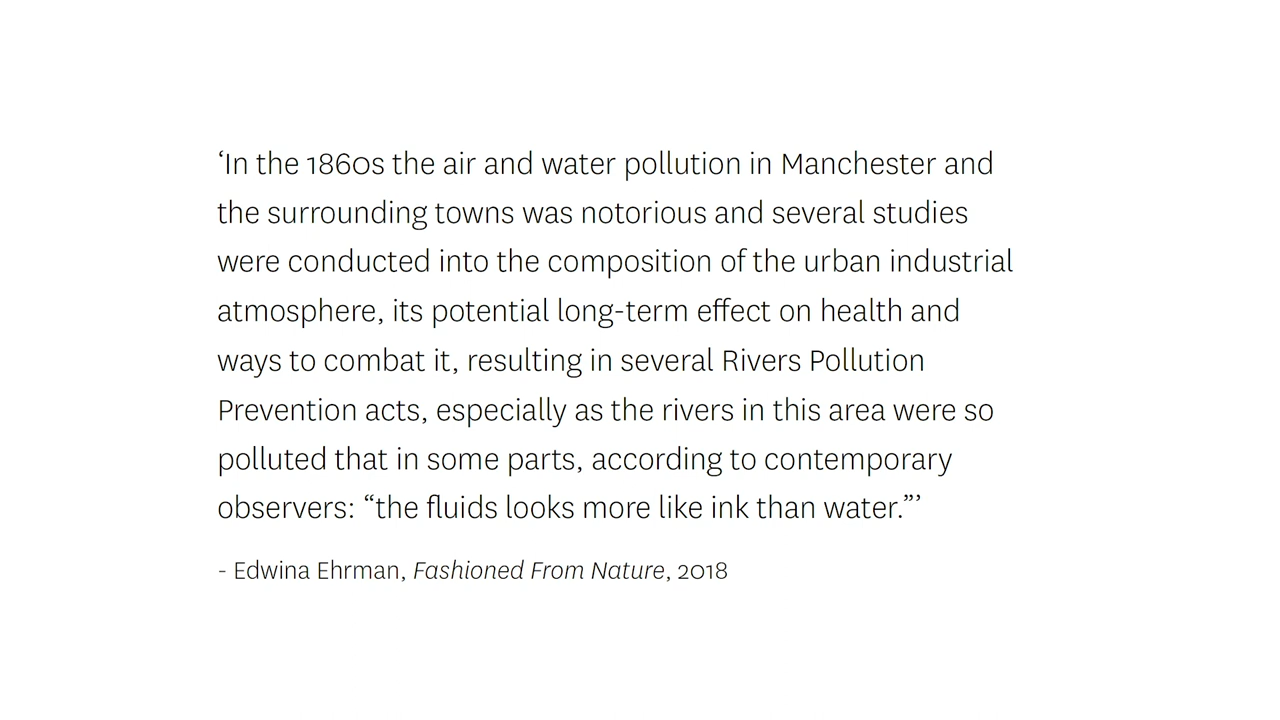 ‘In the 1860s the air and water pollution in Manchester and
the surrounding towns was notorious and several studies
were conducted into the composition of the urban industrial
atmosphere, its potential long-term effect on health and
ways to combat it, resulting in several Rivers Pollution
Prevention acts, especially as the rivers in this area were so
polluted that in some parts, according to contemporary
observers: “the fluids looks more like ink than water.”’
- Edwina Ehrman, Fashioned From Nature, 2018